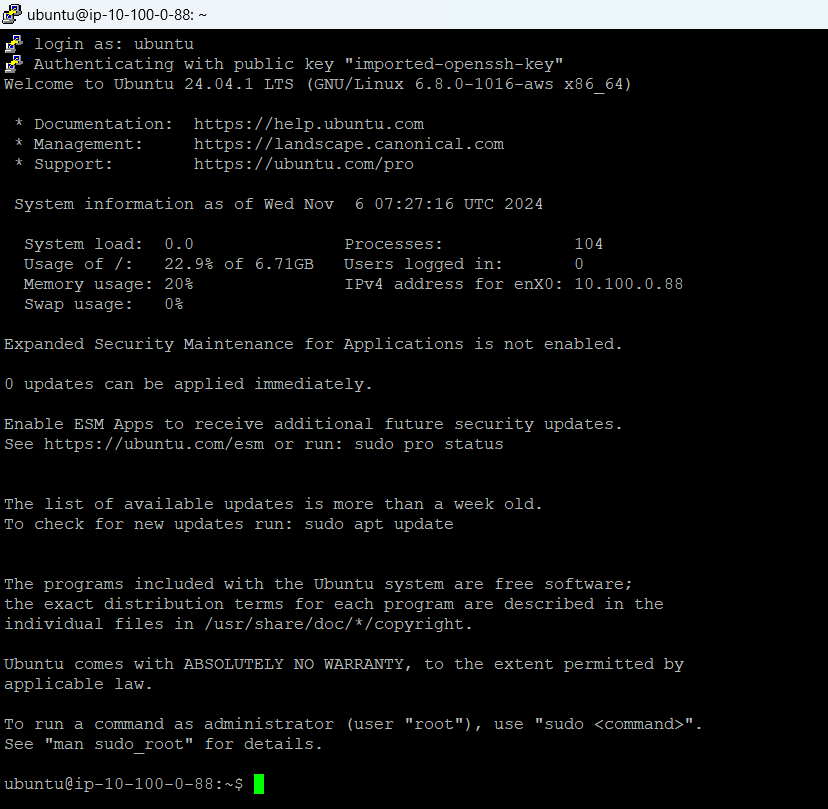 ubuntu@ip-10-100-0-88: ~
login as: ubuntu
Authenticating with public key "imported-openssh-key"
Welcome to Ubuntu 24.04.1 LTS (GNU/Linux 6.8.0-1016-aws x86_64)
* Documentation:  https://help.ubuntu.com
* Management:     https://landscape.canonical.com
* Support:        https://ubuntu.com/pro
System information as of Wed Nov  6 07:27:16 UTC 2024
System load:  0.0               Processes:             104
Usage of /:   22.9% of 6.71GB   Users logged in:       0
Memory usage: 20%               IPv4 address for enX0: 10.100.0.88
Swap usage:   0%
Expanded Security Maintenance for Applications is not enabled.
0 updates can be applied immediately.
Enable ESM Apps to receive additional future security updates.
See https://ubuntu.com/esm or run: sudo pro status
The list of available updates is more than a week old.
To check for new updates run: sudo apt update
The programs included with the Ubuntu system are free software;
the exact distribution terms for each program are described in the
individual files in /usr/share/doc/*/copyright.
Ubuntu comes with ABSOLUTELY NO WARRANTY, to the extent permitted by
applicable law.
To run a command as administrator (user "root"), use "sudo <command>".
See "man sudo_root" for details.
ubuntu@ip-10-100-0-88:~$